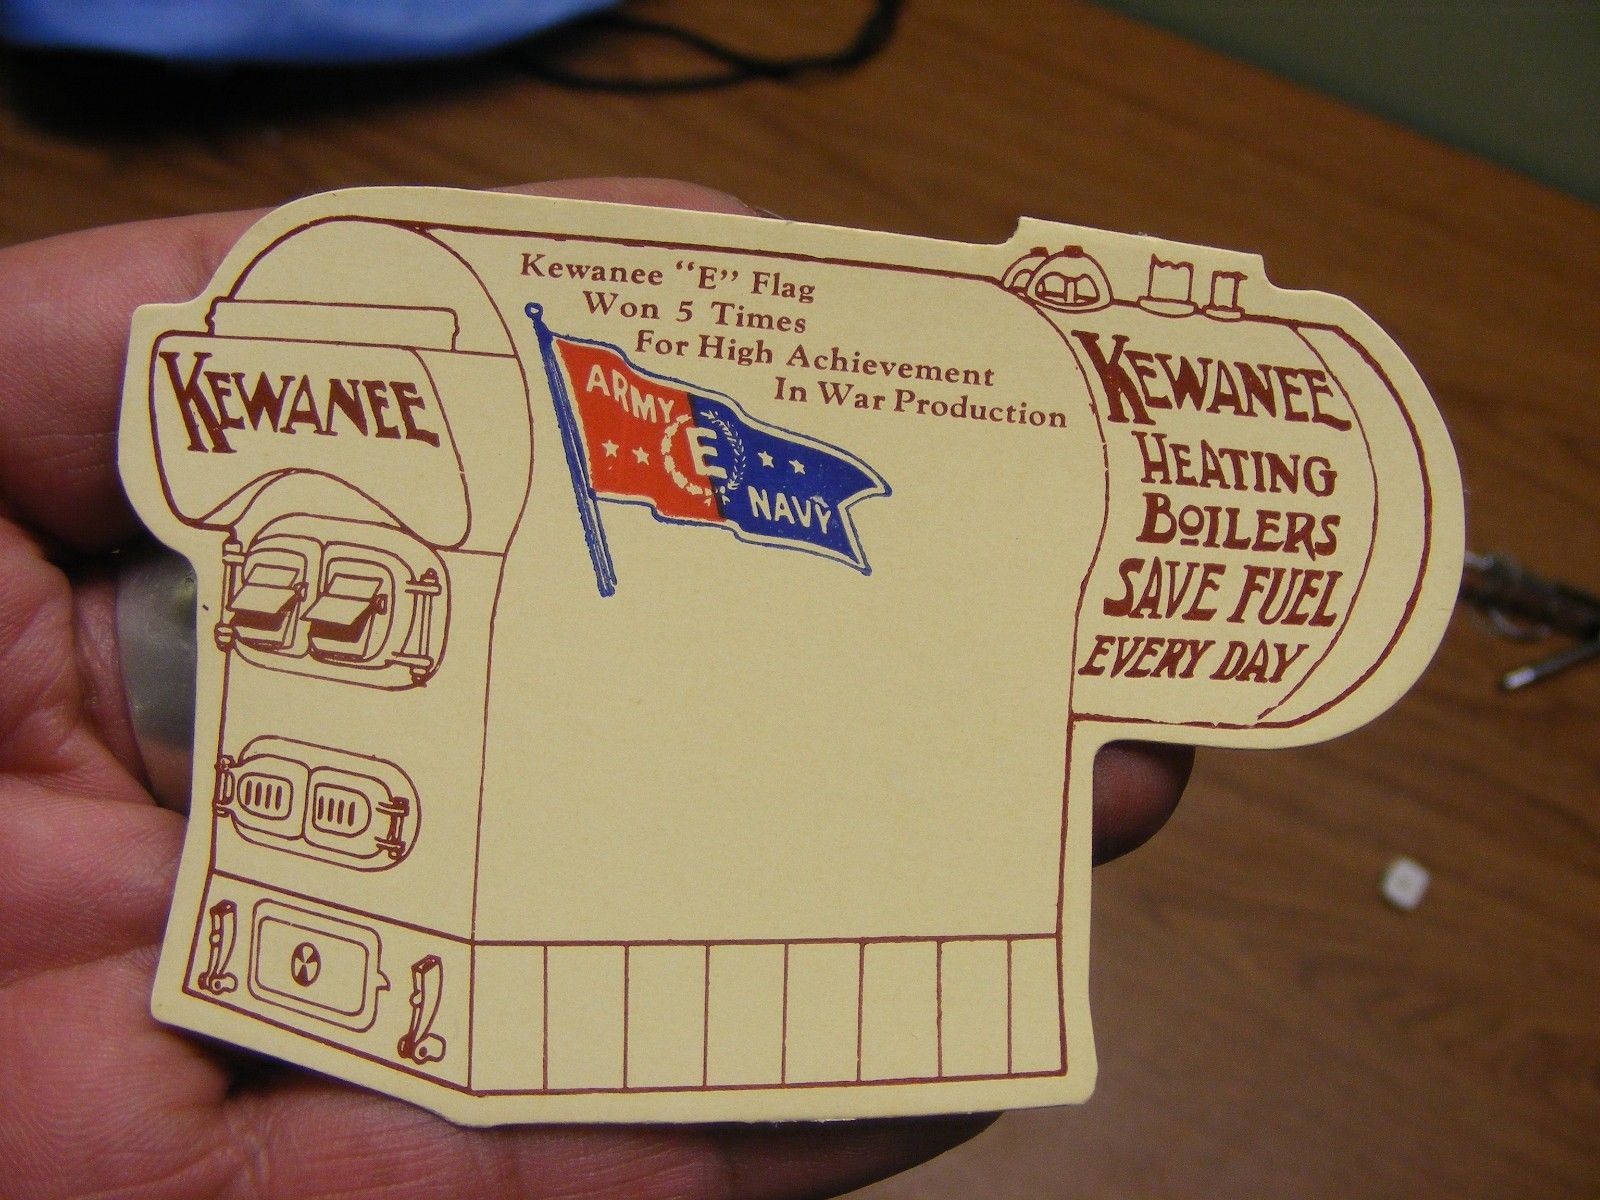 Kewanee "E" Flag
Won 5 Times
For High Achievement
In War Production
KEWANEE
ARMY
E
NAVY
KEWANEE
HEATING
BOILERS
SAVE FUEL
EVERY DAY